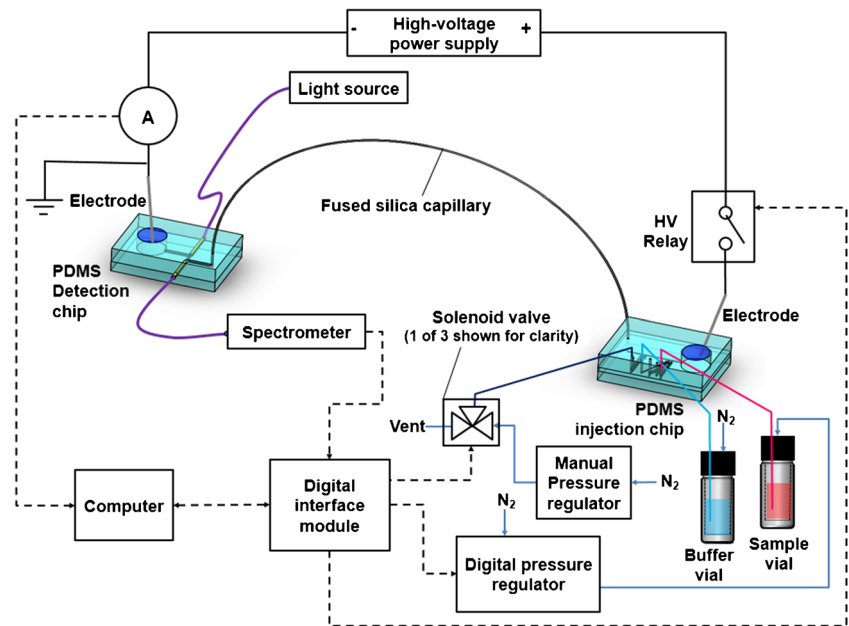 - High-voltage +
power supply
Light source
A
Electrode
Fused silica capillary
HV
Relay
PDMS
Detection
chip
Spectrometer
Solenoid valve
(1 of 3 shown for clarity)
Electrode
Vent
PDMS
injection chip
N2
Manual
Pressure
regulator
N2
Computer
Digital
interface
module
N2
Digital pressure
regulator
Buffer
vial
Sample
vial